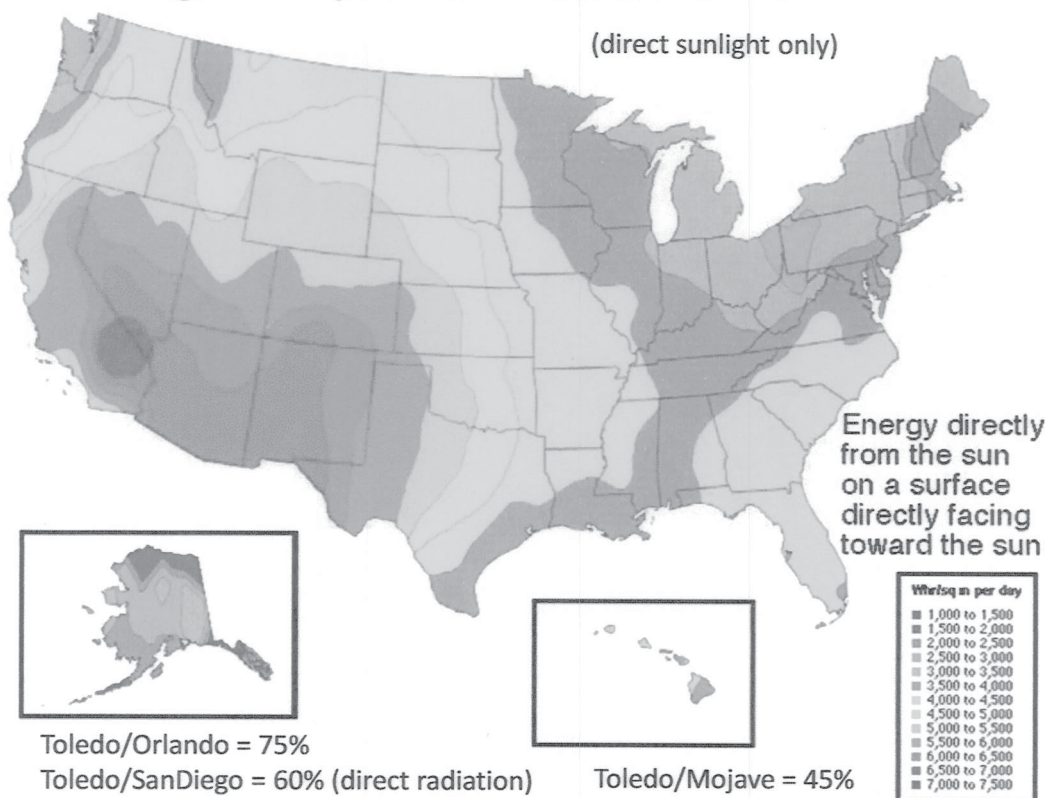 (direct sunlight only)
Energy directly
from the sun
on a surface
directly facing
toward the sun
Whr/sq m per day
1,000 to 1,500
1,500 to 2,000
2,000 to 2,500
2,500 to 3,000
3,000 to 3,500
3,500 to 4,000
4,000 to 4,500
4,500 to 5,000
5,000 to 5,500
5,500 to 6,000
6,000 to 6,500
6,500 to 7,000
7,000 to 7,500
Toledo/Orlando = 75%
Toledo/SanDiego = 60% (direct radiation)
Toledo/Mojave = 45%